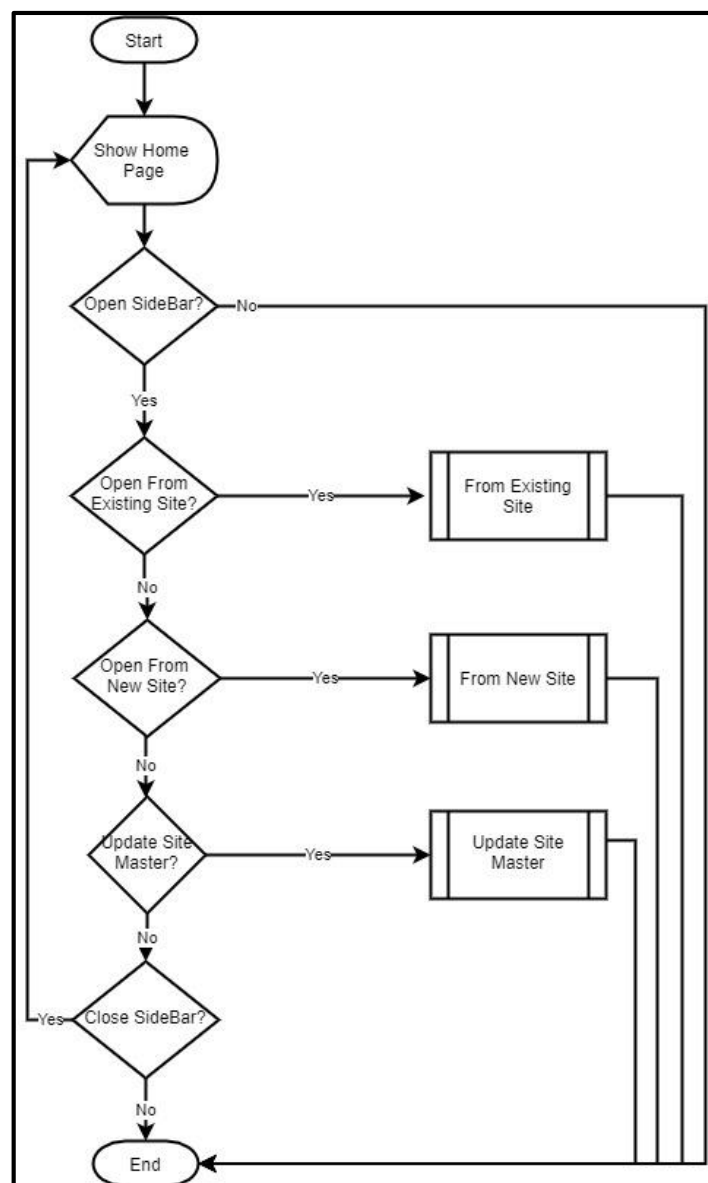 Start
Show Home
Page
Open SideBar?
No
Yes
Open From
Existing Site?
Yes
From Existing
Site
No
Open From
New Site?
Yes
From New Site
No
Update Site
Master?
Yes
Update Site
Master
No
Close SideBar?
Yes
No
End